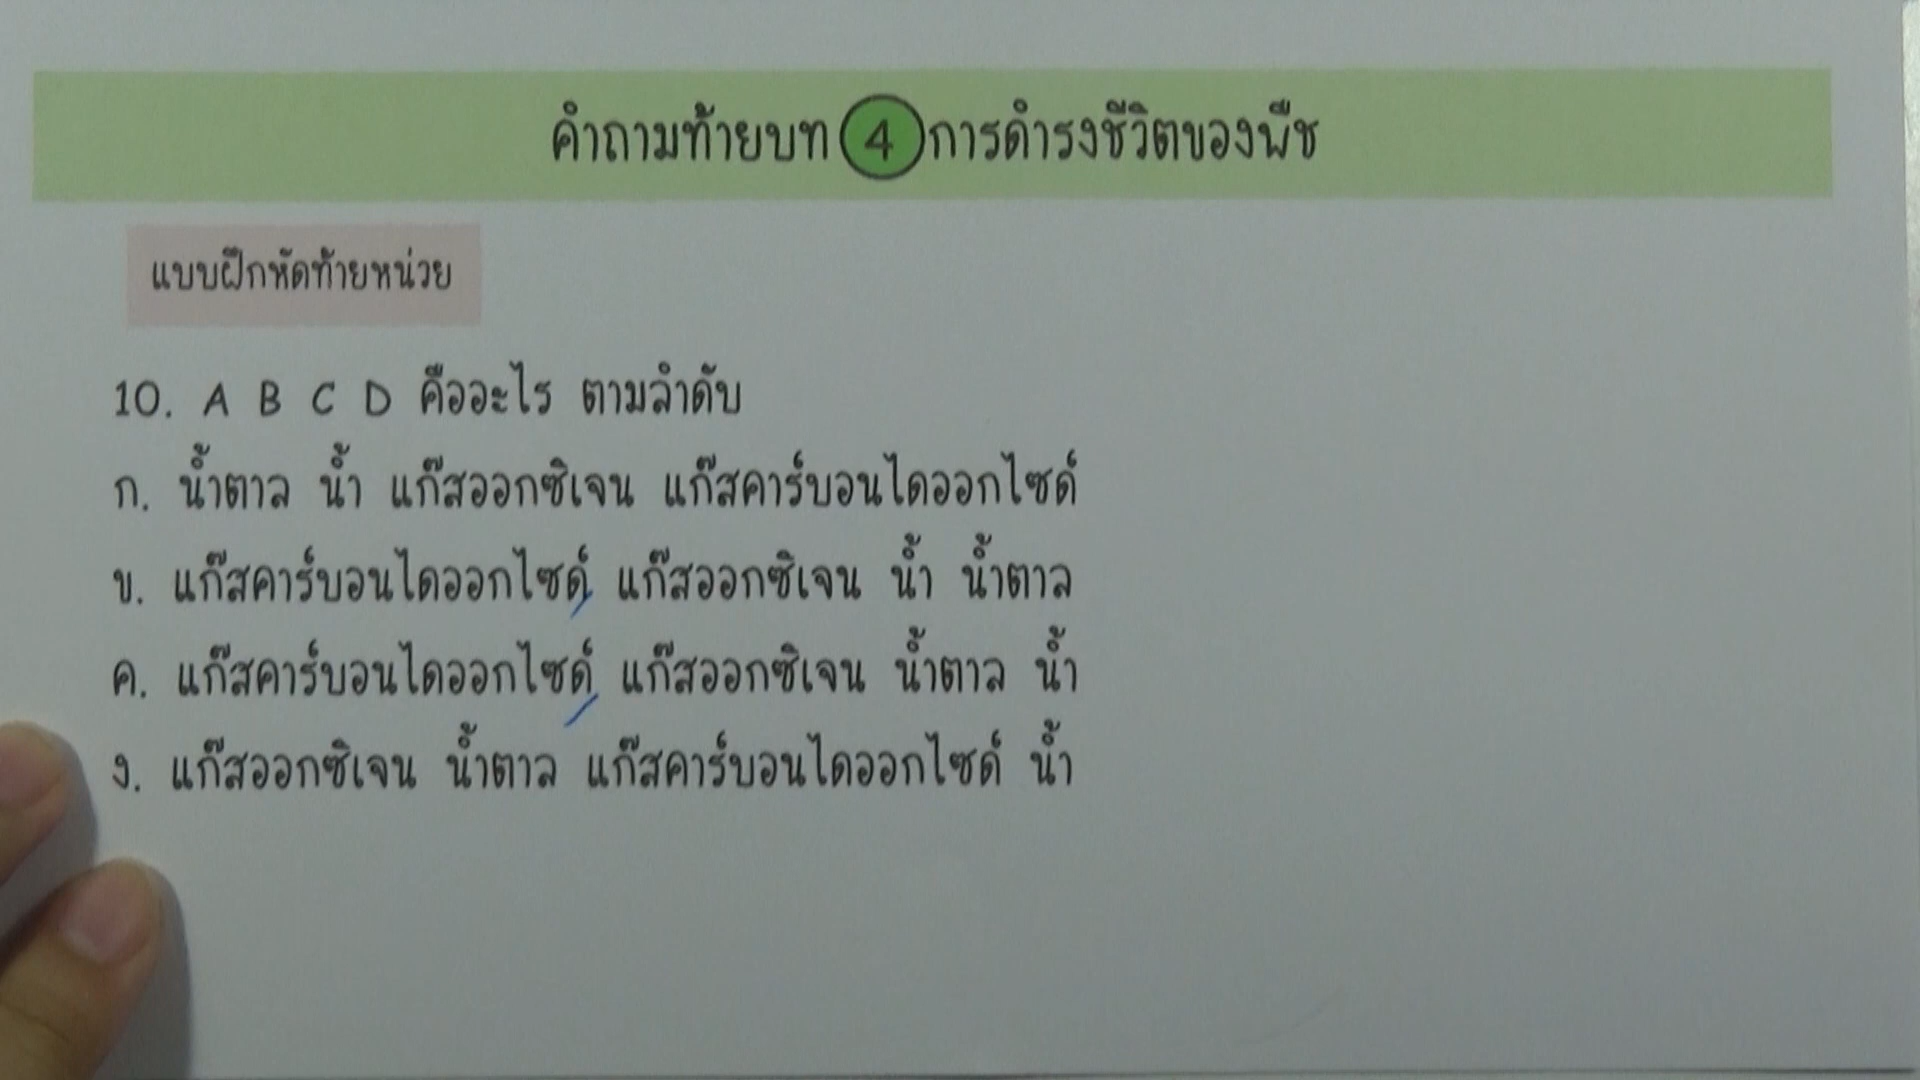 คำถามท้ายบท 4 การดำรงชีวิตของพืช
แบบฝึกหัดท้ายหน่วย
10. A B C D คืออะไร ตามลำดับ
ก. น้ำตาล น้ำ แก๊สออกซิเจน แก๊สคาร์บอนไดออกไซด์
ข. แก๊สคาร์บอนไดออกไซด์ แก๊สออกซิเจน น้ำ น้ำตาล
ค. แก๊สคาร์บอนไดออกไซด์ แก๊สออกซิเจน น้ำตาล น้ำ
ง. แก๊สออกซิเจน น้ำตาล แก๊สคาร์บอนไดออกไซด์ น้ำ